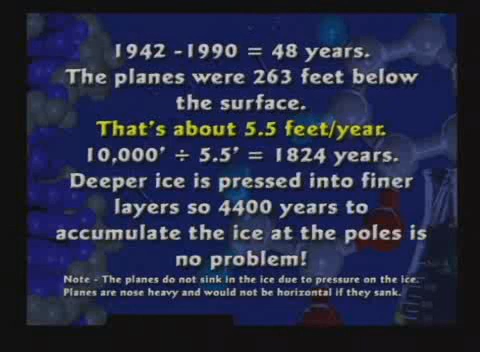 1942 -1990 = 48 years.
The planes were 263 feet below
the surface.
That's about 5.5 feet/year.
10,000' ÷ 5.5' = 1824 years.
Deeper ice is pressed into finer
layers so 4400 years to
accumulate the ice at the poles is
no problem!
Note - The planes do not sink in the ice due to pressure on the ice.
Planes are nose heavy and would not be horizontal if they sank.